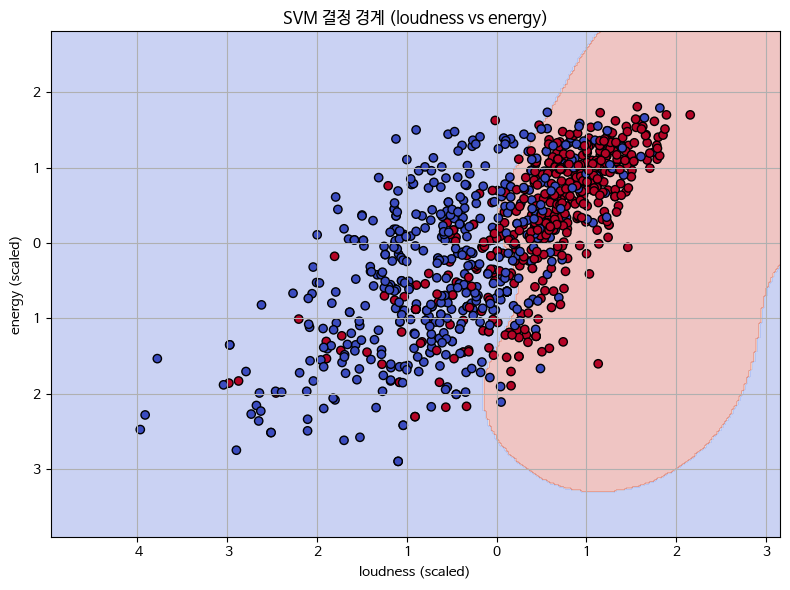 SVM 결정 경계 (loudness vs energy)
energy (scaled)
2
1
0
1
2
3
4 3 2 1 0 1 2 3
loudness (scaled)